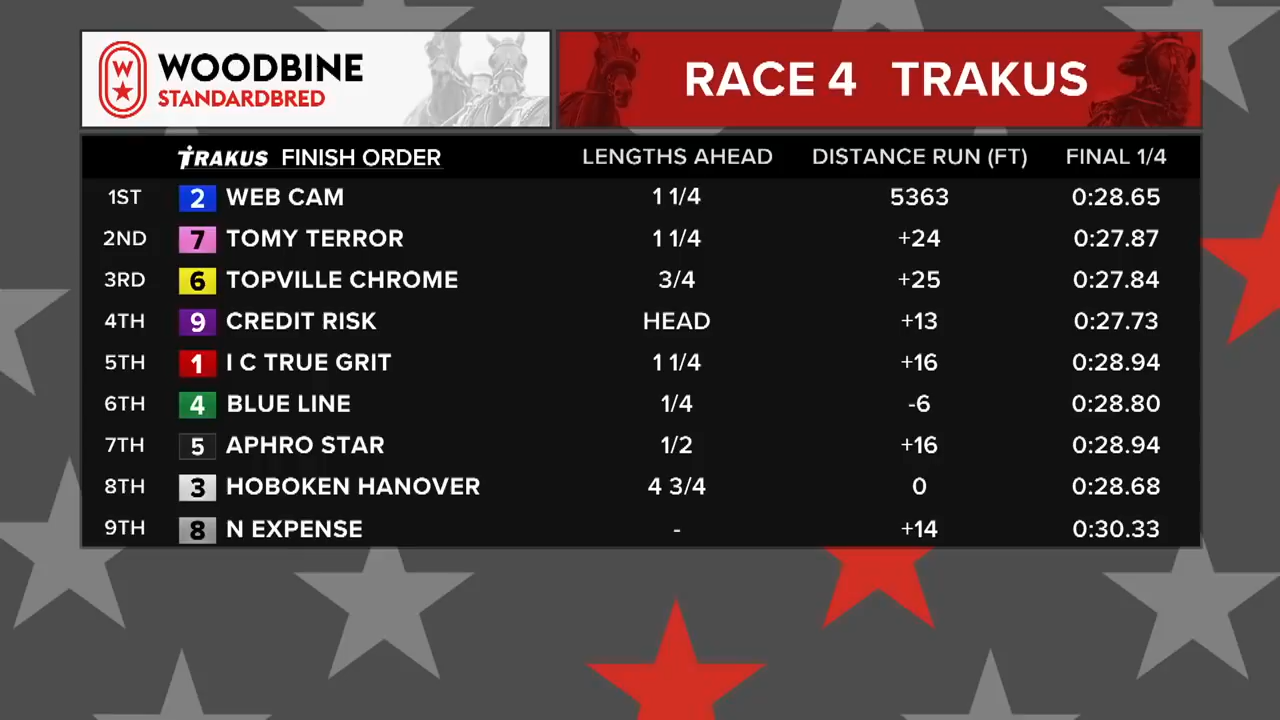 W
WOODBINE
STANDARDBRED
RACE 4 TRAKUS
TRAKUS FINISH ORDER LENGTHS AHEAD DISTANCE RUN (FT) FINAL 1/4
1ST 2 WEB CAM 1 1/4 5363 0:28.65
2ND 7 TOMY TERROR 1 1/4 +24 0:27.87
3RD 6 TOPVILLE CHROME 3/4 +25 0:27.84
4TH 9 CREDIT RISK HEAD +13 0:27.73
5TH 1 I C TRUE GRIT 1 1/4 +16 0:28.94
6TH 4 BLUE LINE 1/4 -6 0:28.80
7TH 5 APHRO STAR 1/2 +16 0:28.94
8TH 3 HOBOKEN HANOVER 4 3/4 0 0:28.68
9TH 8 N EXPENSE - +14 0:30.33